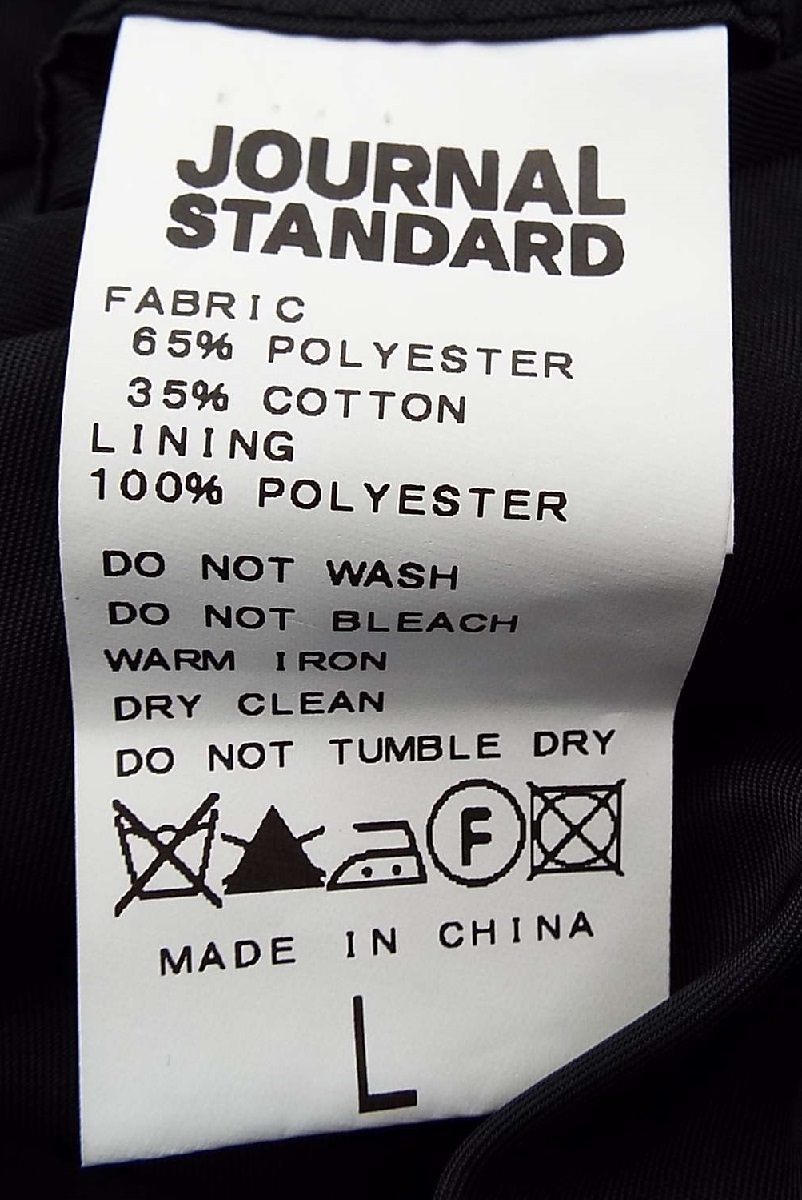 JOURNAL
STANDARD
FABRIC
65% POLYESTER
35% COTTON
LINING
100% POLYESTER
DO NOT WASH
DO NOT BLEACH
WARM IRON
DRY CLEAN
DO NOT TUMBLE DRY
F
MADE IN CHINA
L